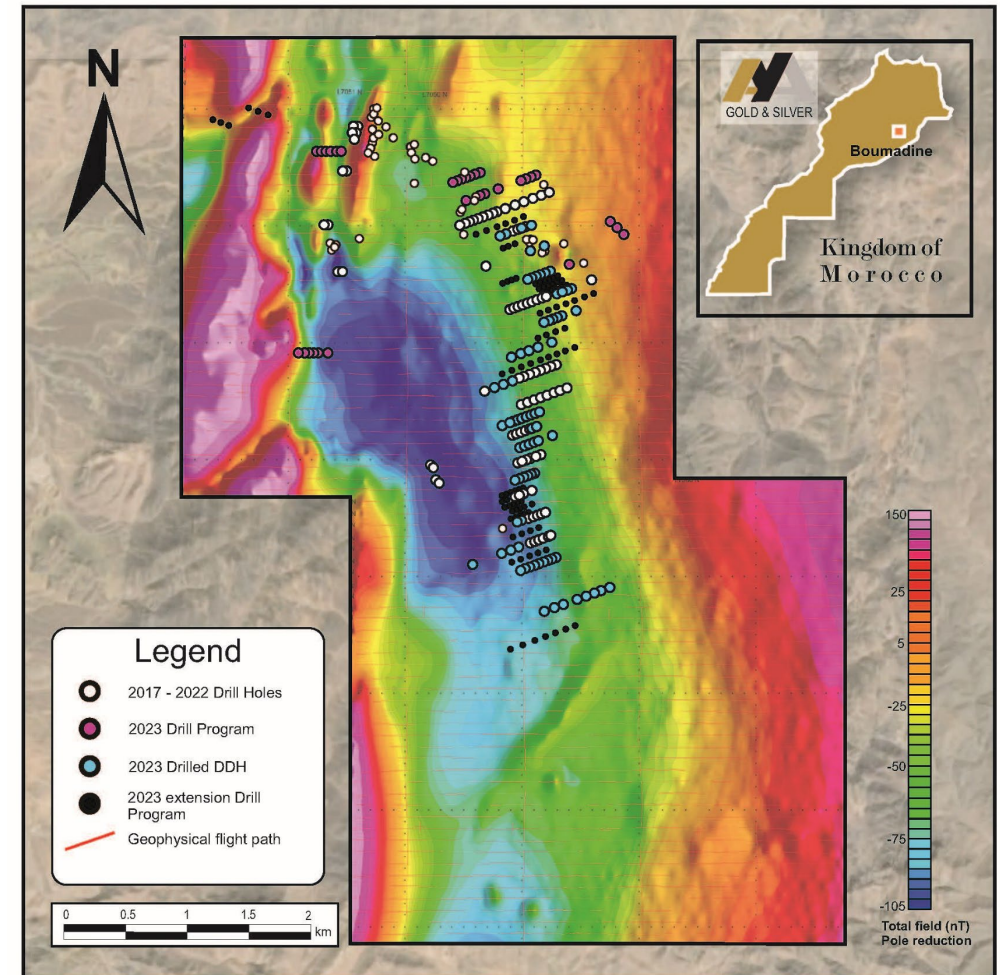 N
GOLD & SILVER
Boumadine
Kingdom of
Morocco
150
25
5
-25
-50
-75
-105
Total field (nT)
Pole reduction
Legend
2017 - 2022 Drill Holes
2023 Drill Program
2023 Drilled DDH
2023 extension Drill
Program
Geophysical flight path
0 0.5 1 1.5 2
km